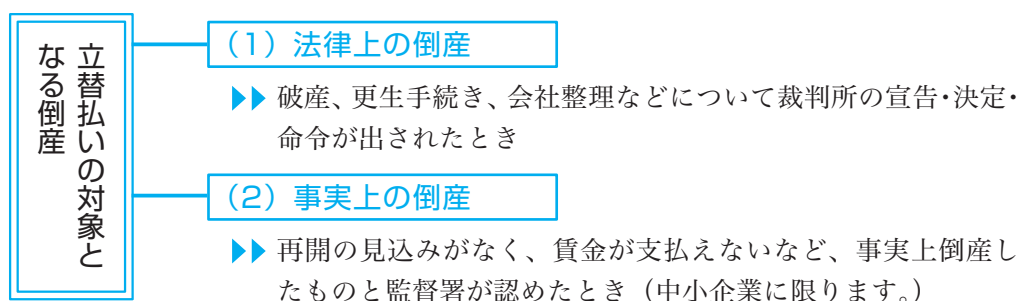 立替払いの対象と
なる倒産
(1)法律上の倒産
▶▶ 破産、更生手続き、会社整理などについて裁判所の宣告・決定・
命令が出されたとき
(2)事実上の倒産
▶▶ 再開の見込みがなく、賃金が支払えないなど、事実上倒産し
たものと監督署が認めたとき(中小企業に限ります。)